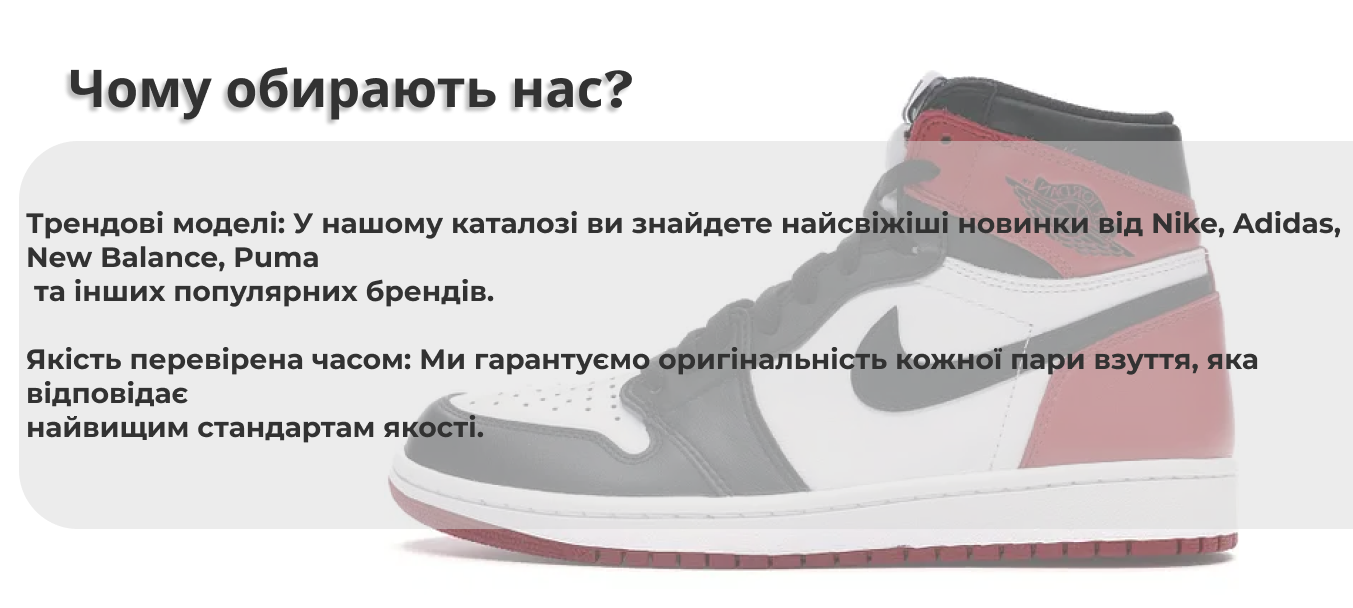 Чому обирають нас?
Трендові моделі: У нашому каталозі ви знайдете найсвіжіші новинки від Nike, Adidas,
New Balance, Puma
та інших популярних брендів.
Якість перевірена часом: Ми гарантуємо оригінальність кожної пари взуття, яка
відповідає
найвищим стандартам якості.